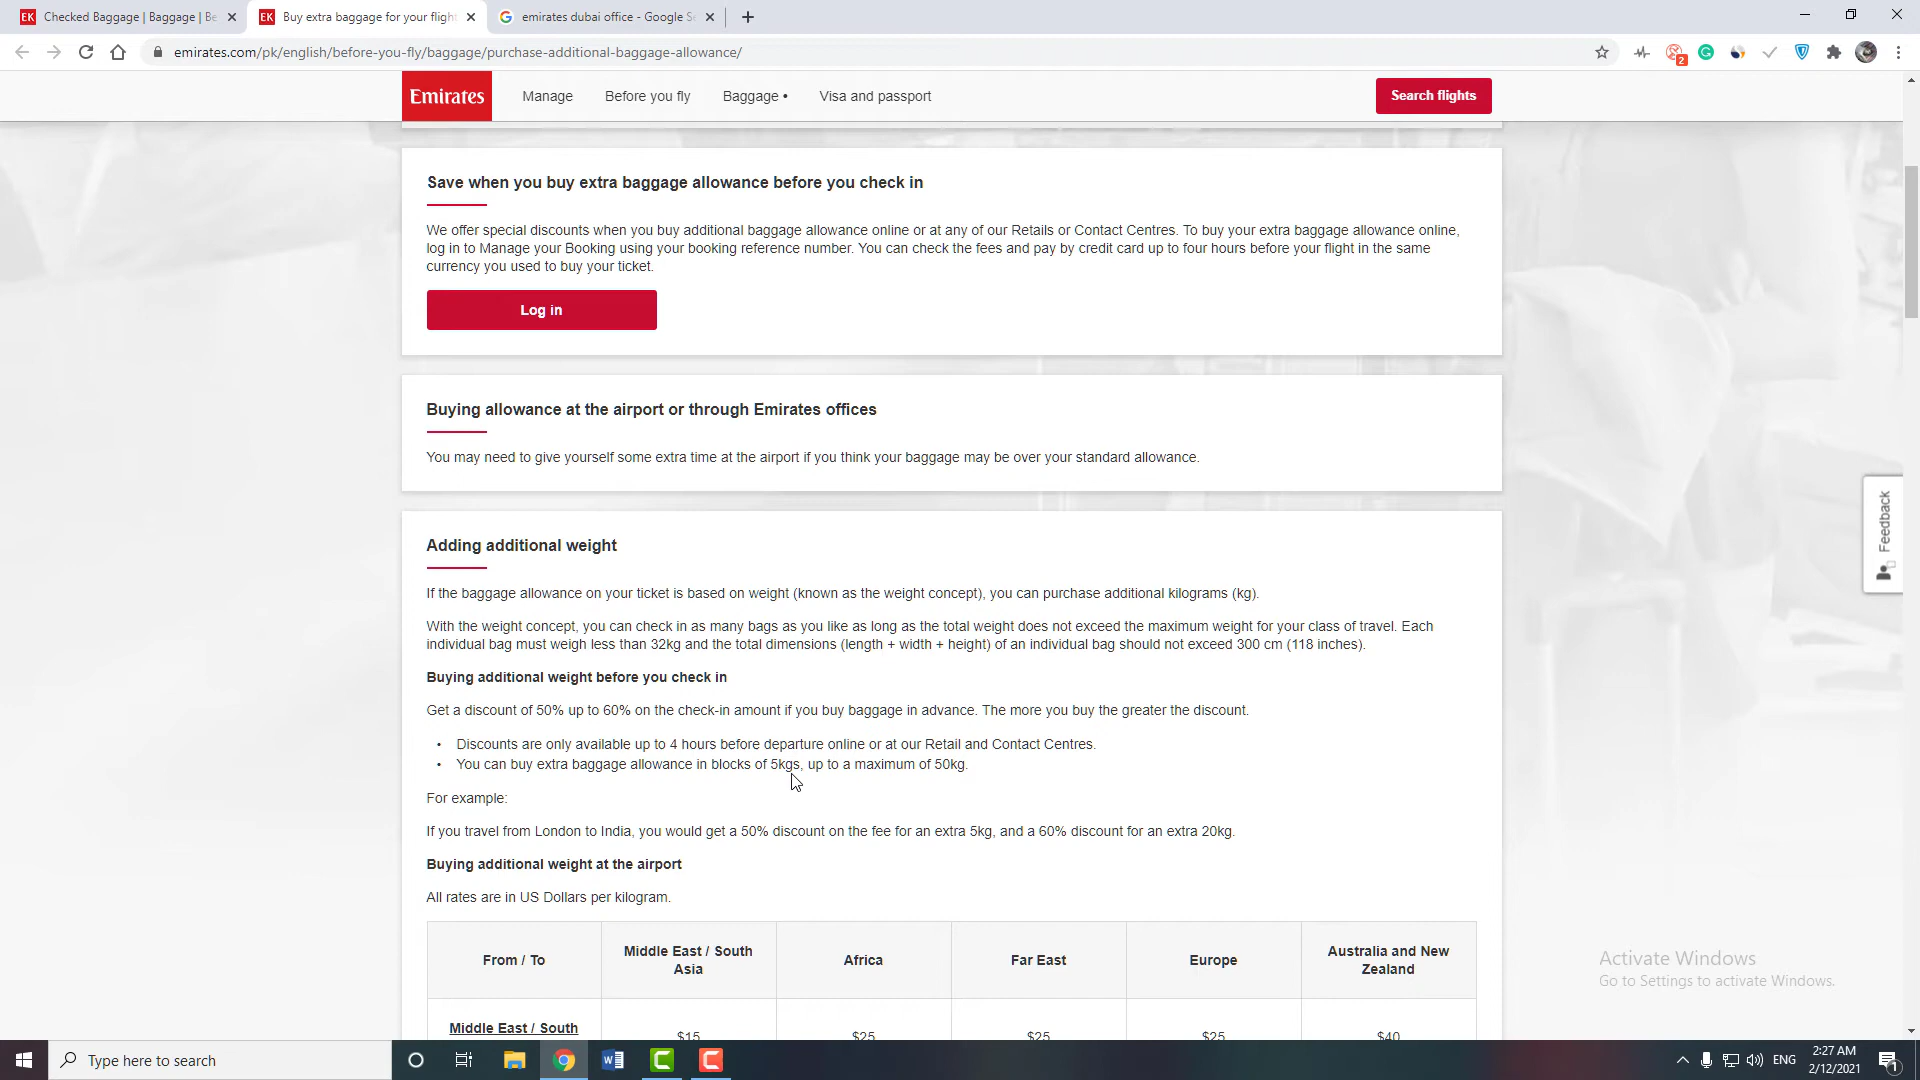 EK Checked Baggage | Baggage | Be
EK Buy extra baggage for your flight
emirates dubai office - Google Se
emirates.com/pk/english/before-you-fly/baggage/purchase-additional-baggage-allowance/
2
Emirates Manage Before you fly Baggage • Visa and passport Search flights
Save when you buy extra baggage allowance before you check in
We offer special discounts when you buy additional baggage allowance online or at any of our Retails or Contact Centres. To buy your extra baggage allowance online,
log in to Manage your Booking using your booking reference number. You can check the fees and pay by credit card up to four hours before your flight in the same
currency you used to buy your ticket.
Log in
Buying allowance at the airport or through Emirates offices
You may need to give yourself some extra time at the airport if you think your baggage may be over your standard allowance.
Feedback
Adding additional weight
If the baggage allowance on your ticket is based on weight (known as the weight concept), you can purchase additional kilograms (kg).
With the weight concept, you can check in as many bags as you like as long as the total weight does not exceed the maximum weight for your class of travel. Each
individual bag must weigh less than 32kg and the total dimensions (length + width + height) of an individual bag should not exceed 300 cm (118 inches).
Buying additional weight before you check in
Get a discount of 50% up to 60% on the check-in amount if you buy baggage in advance. The more you buy the greater the discount.
• Discounts are only available up to 4 hours before departure online or at our Retail and Contact Centres.
• You can buy extra baggage allowance in blocks of 5kgs, up to a maximum of 50kg.
For example:
If you travel from London to India, you would get a 50% discount on the fee for an extra 5kg, and a 60% discount for an extra 20kg.
Buying additional weight at the airport
All rates are in US Dollars per kilogram.
From / To
Middle East / South
Asia
Africa
Far East
Europe
Australia and New
Zealand
Middle East / South
$15 $25 $25 $25 $40
Activate Windows
Go to Settings to activate Windows.
Type here to search
ENG
2:27 AM
2/12/2021
1